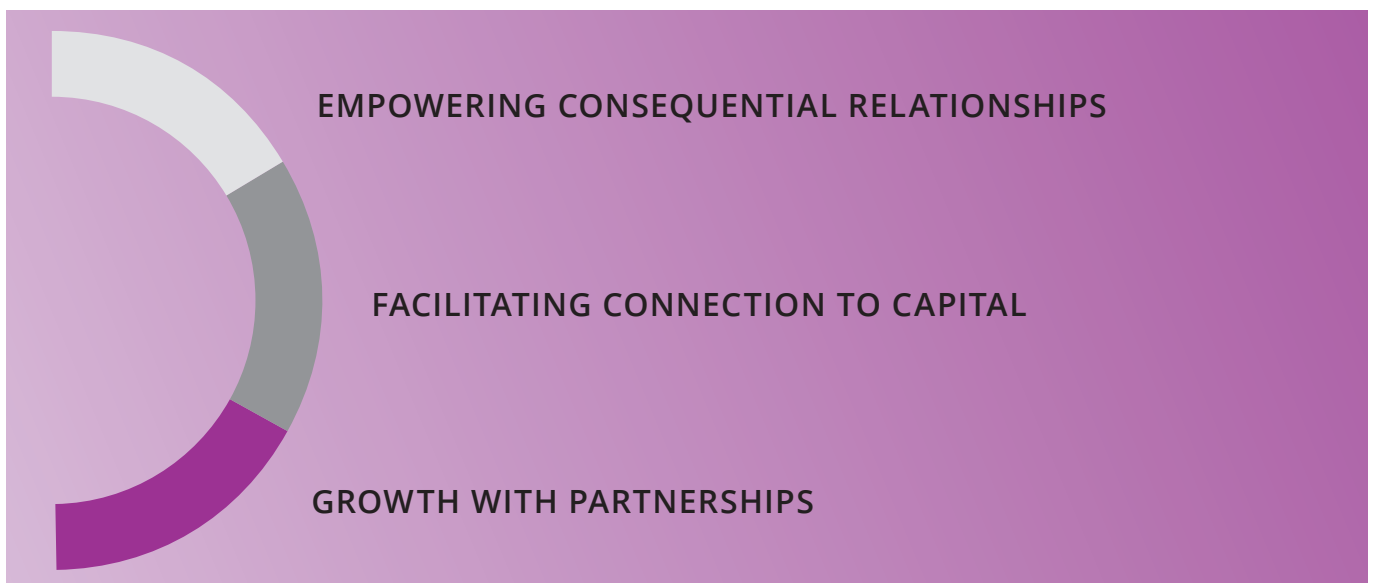 EMPOWERING CONSEQUENTIAL RELATIONSHIPS
FACILITATING CONNECTION TO CAPITAL
GROWTH WITH PARTNERSHIPS